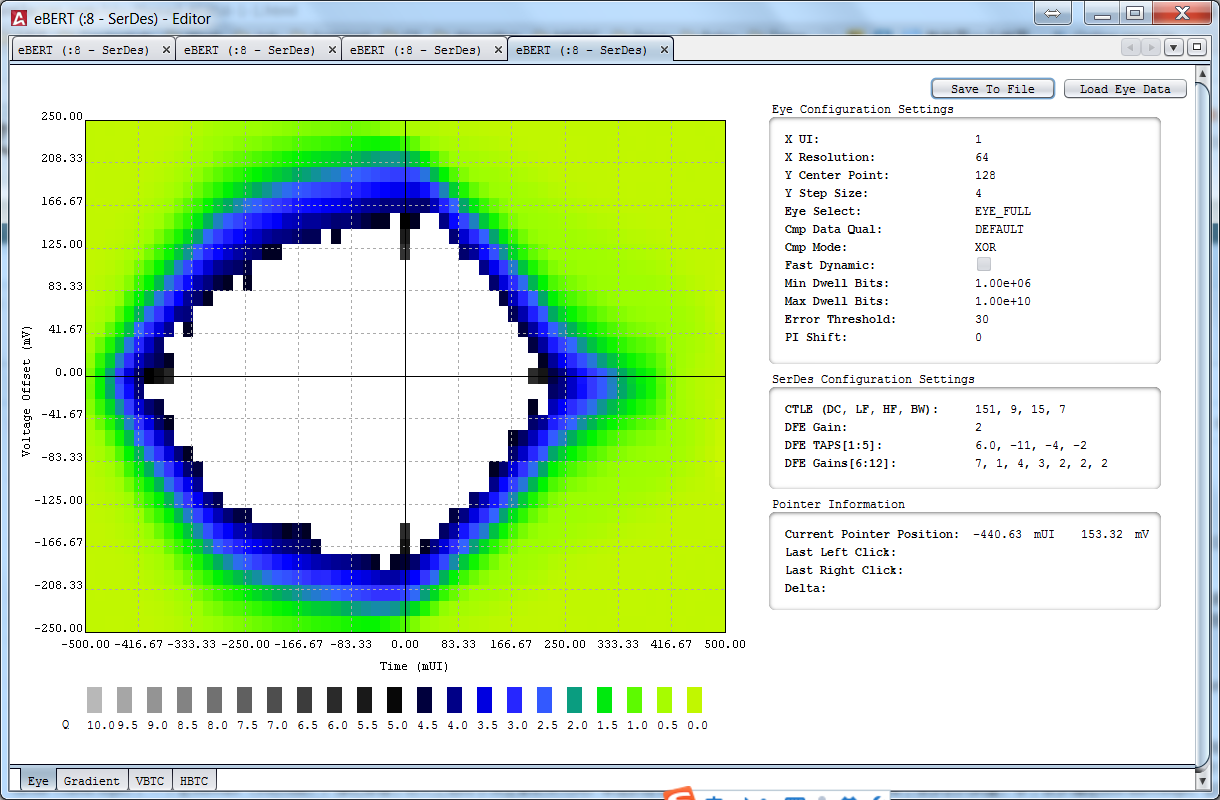 eBERT (:8 - SerDes) - Editor
eBERT (:8 - SerDes) eBERT (:8 - SerDes) eBERT (:8 - SerDes) eBERT (:8 - SerDes)
Save To File Load Eye Data
Eye Configuration Settings
X UI: 1
X Resolution: 64
Y Center Point: 128
Y Step Size: 4
Eye Select: EYE_FULL
Cmp Data Qual: DEFAULT
Cmp Mode: XOR
Fast Dynamic:
Min Dwell Bits: 1.00e+06
Max Dwell Bits: 1.00e+10
Error Threshold: 30
PI Shift: 0
SerDes Configuration Settings
CTLE (DC, LF, HF, BW): 151, 9, 15, 7
DFE Gain: 2
DFE TAPS[1:5]: 6.0, -11, -4, -2
DFE Gains[6:12]: 7, 1, 4, 3, 2, 2, 2
Pointer Information
Current Pointer Position: -440.63 mUI 153.32 mV
Last Left Click:
Last Right Click:
Delta:
250.00
208.33
166.67
125.00
83.33
41.67
0.00
-41.67
-83.33
-125.00
-166.67
-208.33
-250.00
Voltage Offset (mV)
-500.00 -416.67 -333.33 -250.00 -166.67 -83.33 0.00 83.33 166.67 250.00 333.33 416.67 500.00
Time (mUI)
Q 10.0 9.5 9.0 8.5 8.0 7.5 7.0 6.5 6.0 5.5 5.0 4.5 4.0 3.5 3.0 2.5 2.0 1.5 1.0 0.5 0.0
Eye Gradient VBTC HBTC